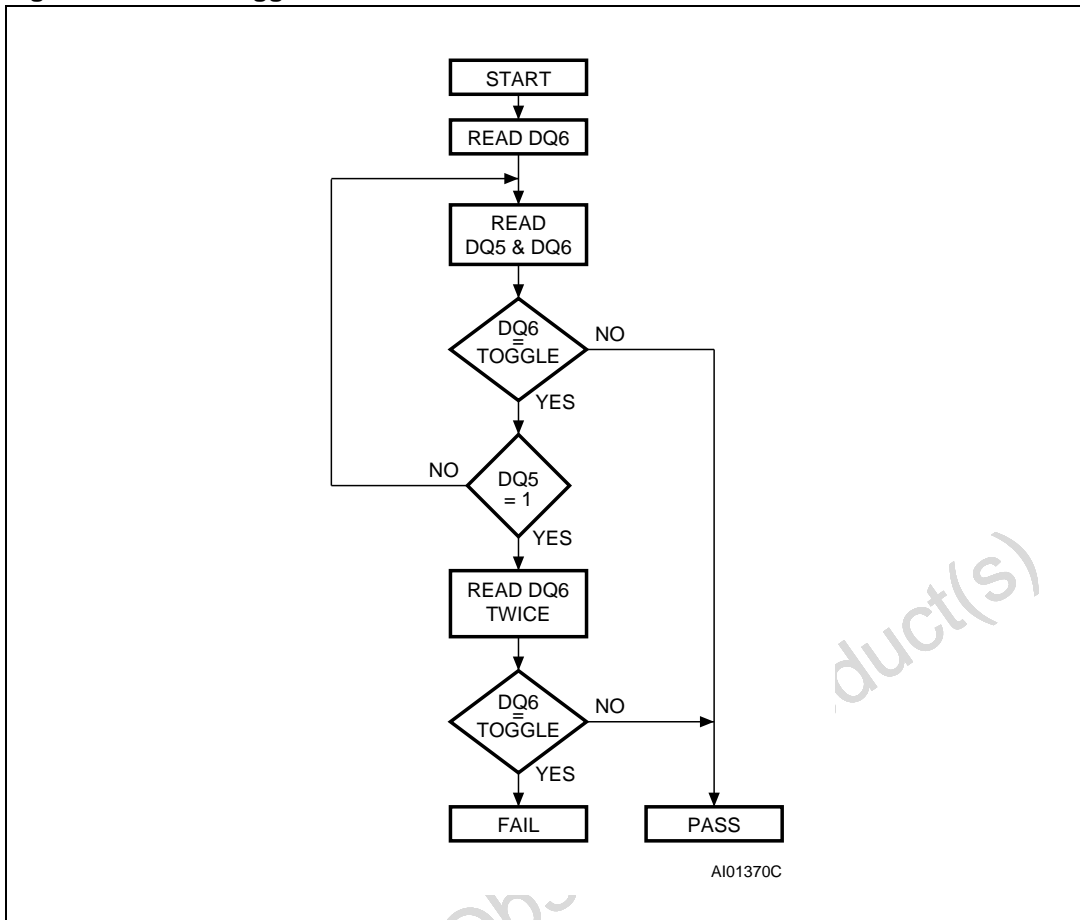 START
READ DQ6
READ
DQ5 & DQ6
DQ6
=
TOGGLE
NO
YES
DQ5
= 1
NO
YES
READ DQ6
TWICE
DQ6
=
TOGGLE
NO
YES
FAIL
PASS
AI01370C